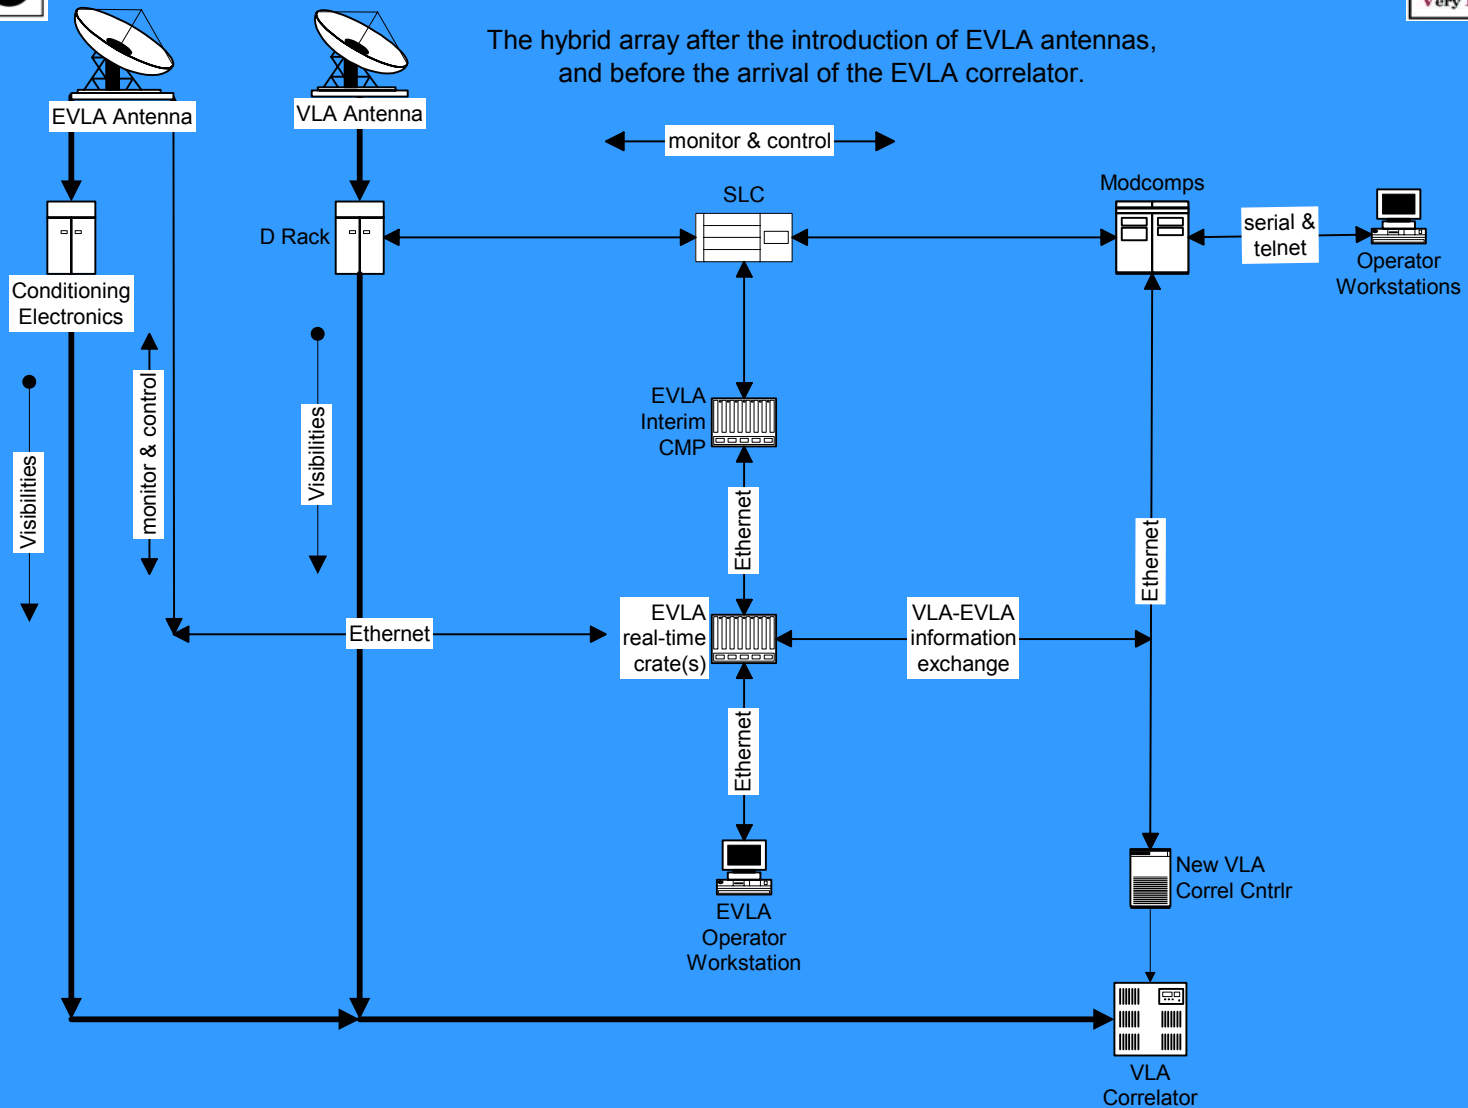 Very
The hybrid array after the introduction of EVLA antennas,
and before the arrival of the EVLA correlator.
EVLA Antenna
VLA Antenna
monitor & control
SLC
Modcomps
D Rack
serial &
telnet
Operator
Workstations
Conditioning
Electronics
EVLA
Interim
CMP
Visibilities
monitor & control
Visibilities
Ethernet
Ethernet
Ethernet
EVLA
real-time
crate(s)
VLA-EVLA
information
exchange
Ethernet
New VLA
Correl Cntrlr
EVLA
Operator
Workstation
VLA
Correlator